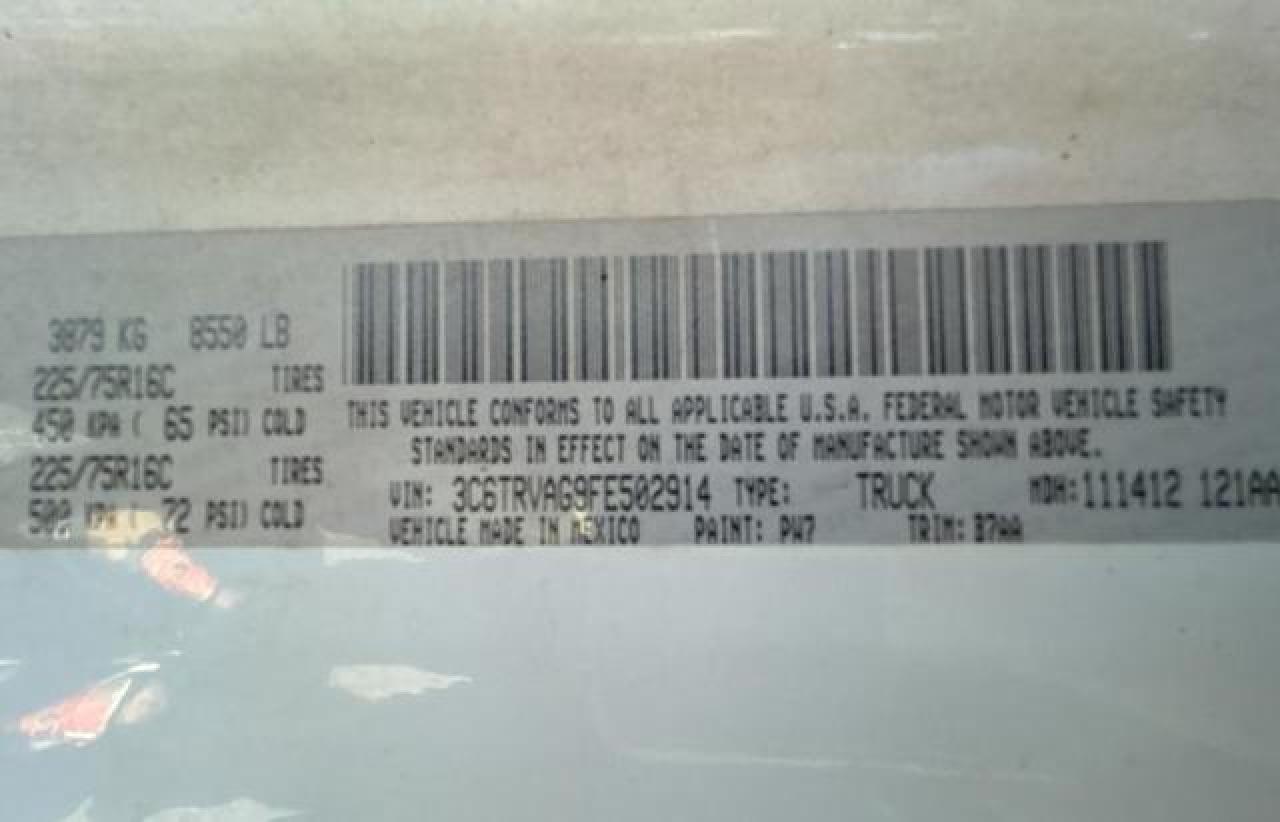 3879 KG 8550 LB
225/75R16C TIRES
450 KPA ( 65 PSI) COLD
225/75R16C TIRES
500 KPA ( 72 PSI) COLD
THIS VEHICLE CONFORMS TO ALL APPLICABLE U.S.A. FEDERAL MOTOR VEHICLE SAFETY
STANDARDS IN EFFECT ON THE DATE OF MANUFACTURE SHOWN ABOVE.
VIN: 3C6TRVAG9FE502914 TYPE: TRUCK MDH:111412 121AA
VEHICLE MADE IN MEXICO PAINT: PW7 TRIM: B7AA